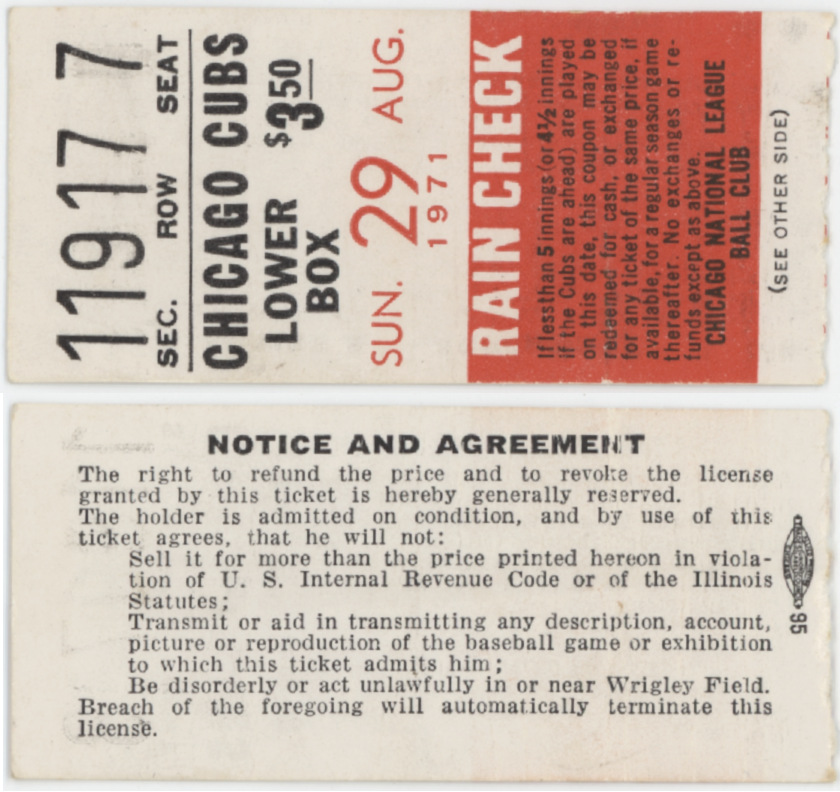 11917 7
SEC. ROW SEAT
CHICAGO CUBS
LOWER BOX $3.50
SUN. 29 AUG.
1971
RAIN CHECK
If lesthan 5 innings (or 4½ innings
if the Cubs are ahead) are played
on this date, this coupon may be
redeemed for cash, or exchanged
for any ticket of the same price, if
available, for a regular season game
thereafter. No exchanges or re-
funds except as above.
CHICAGO NATIONAL LEAGUE
BALL CLUB
(SEE OTHER SIDE)
NOTICE AND AGREEMENT
The right to refund the price and to revoke the license
granted by this ticket is hereby generally reserved.
The holder is admitted on condition, and by use of this
ticket agrees, that he will not:
Sell it for more than the price printed hereon in viola-
tion of U. S. Internal Revenue Code or of the Illinois
Statutes;
Transmit or aid in transmitting any description, account,
picture or reproduction of the baseball game or exhibition
to which this ticket admits him;
Be disorderly or act unlawfully in or near Wrigley Field.
Breach of the foregoing will automatically terminate this
license.
95